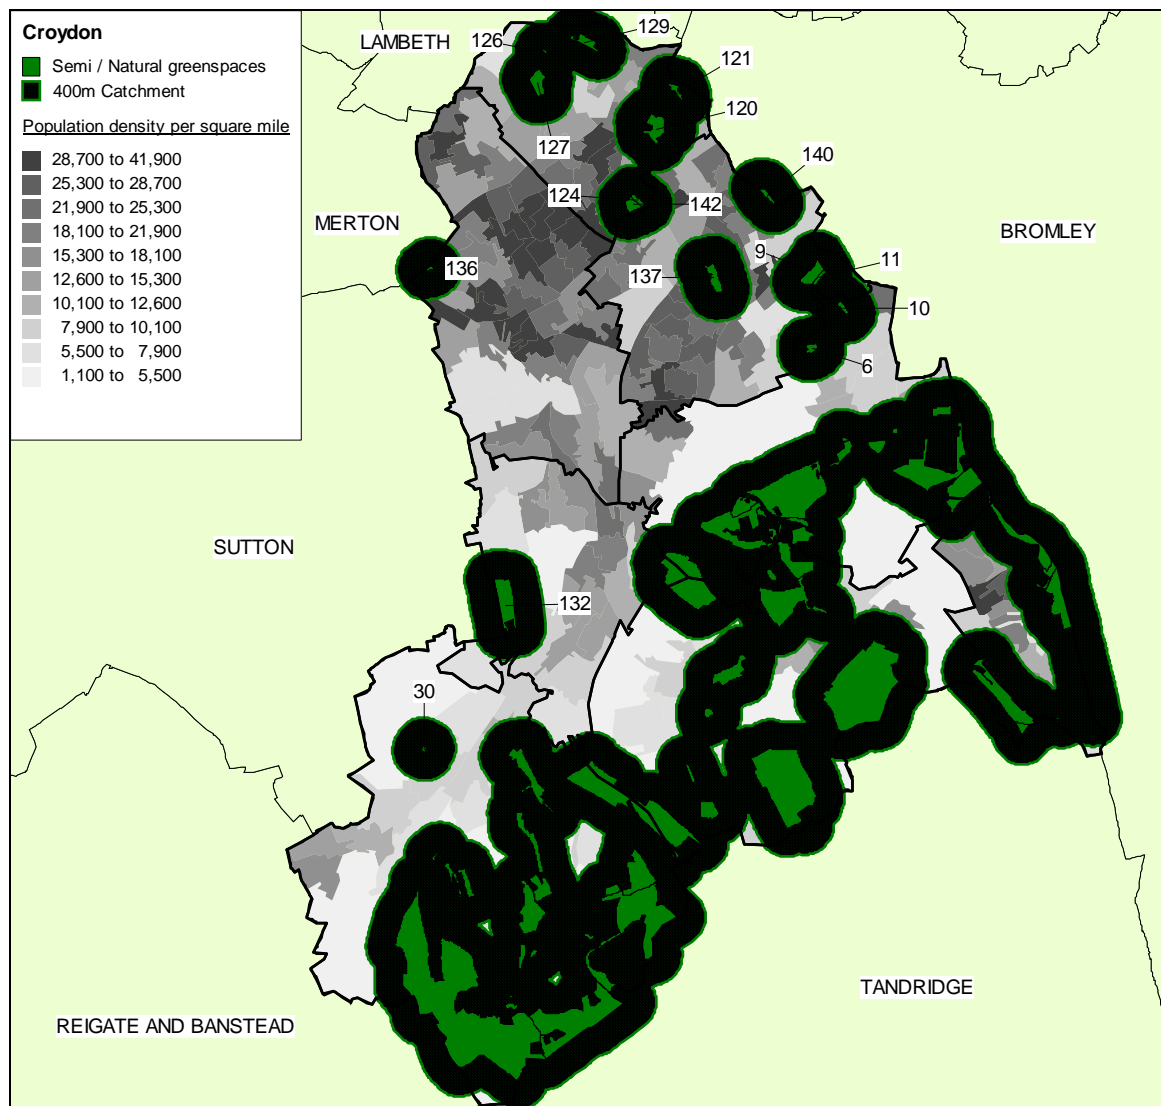 Croydon
Semi / Natural greenspaces
400m Catchment
Population density per square mile
28,700 to 41,900
25,300 to 28,700
21,900 to 25,300
18,100 to 21,900
15,300 to 18,100
12,600 to 15,300
10,100 to 12,600
7,900 to 10,100
5,500 to 7,900
1,100 to 5,500
LAMBETH
126
129
121
120
127
140
124
142
MERTON
BROMLEY
9
11
136
137
10
6
SUTTON
132
30
TANDRIDGE
REIGATE AND BANSTEAD